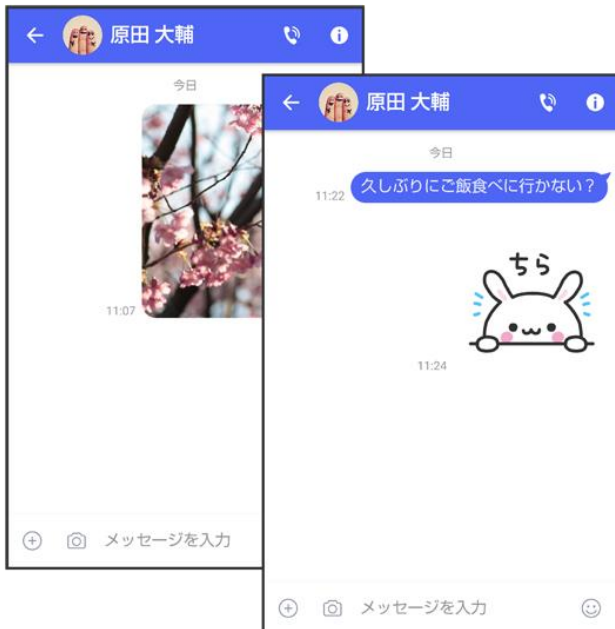 原田 大輔
今日
11:07
メッセージを入力
原田 大輔
今日
11:22
久しぶりにご飯食べに行かない？
ちら
11:24
メッセージを入力